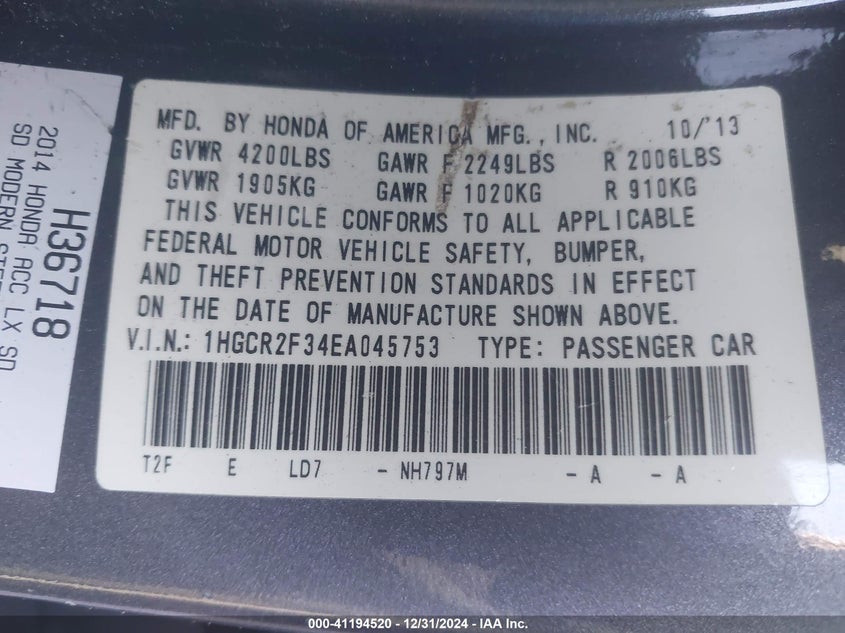 MFD. BY HONDA OF AMERICA MFG., INC. 10/'13
GVWR 4200LBS GAWR F 2249LBS R 2006LBS
GVWR 1905KG GAWR F 1020KG R 910KG
THIS VEHICLE CONFORMS TO ALL APPLICABLE
FEDERAL MOTOR VEHICLE SAFETY, BUMPER,
AND THEFT PREVENTION STANDARDS IN EFFECT
ON THE DATE OF MANUFACTURE SHOWN ABOVE.
V.I.N.: 1HGCR2F34EA045753 TYPE: PASSENGER CAR
T2F E LD7 - NH797M - A - A
H36718
2014 HONDA ACC LX SD
SD MODERN
000-41194520 - 12/31/2024 - IAA Inc.